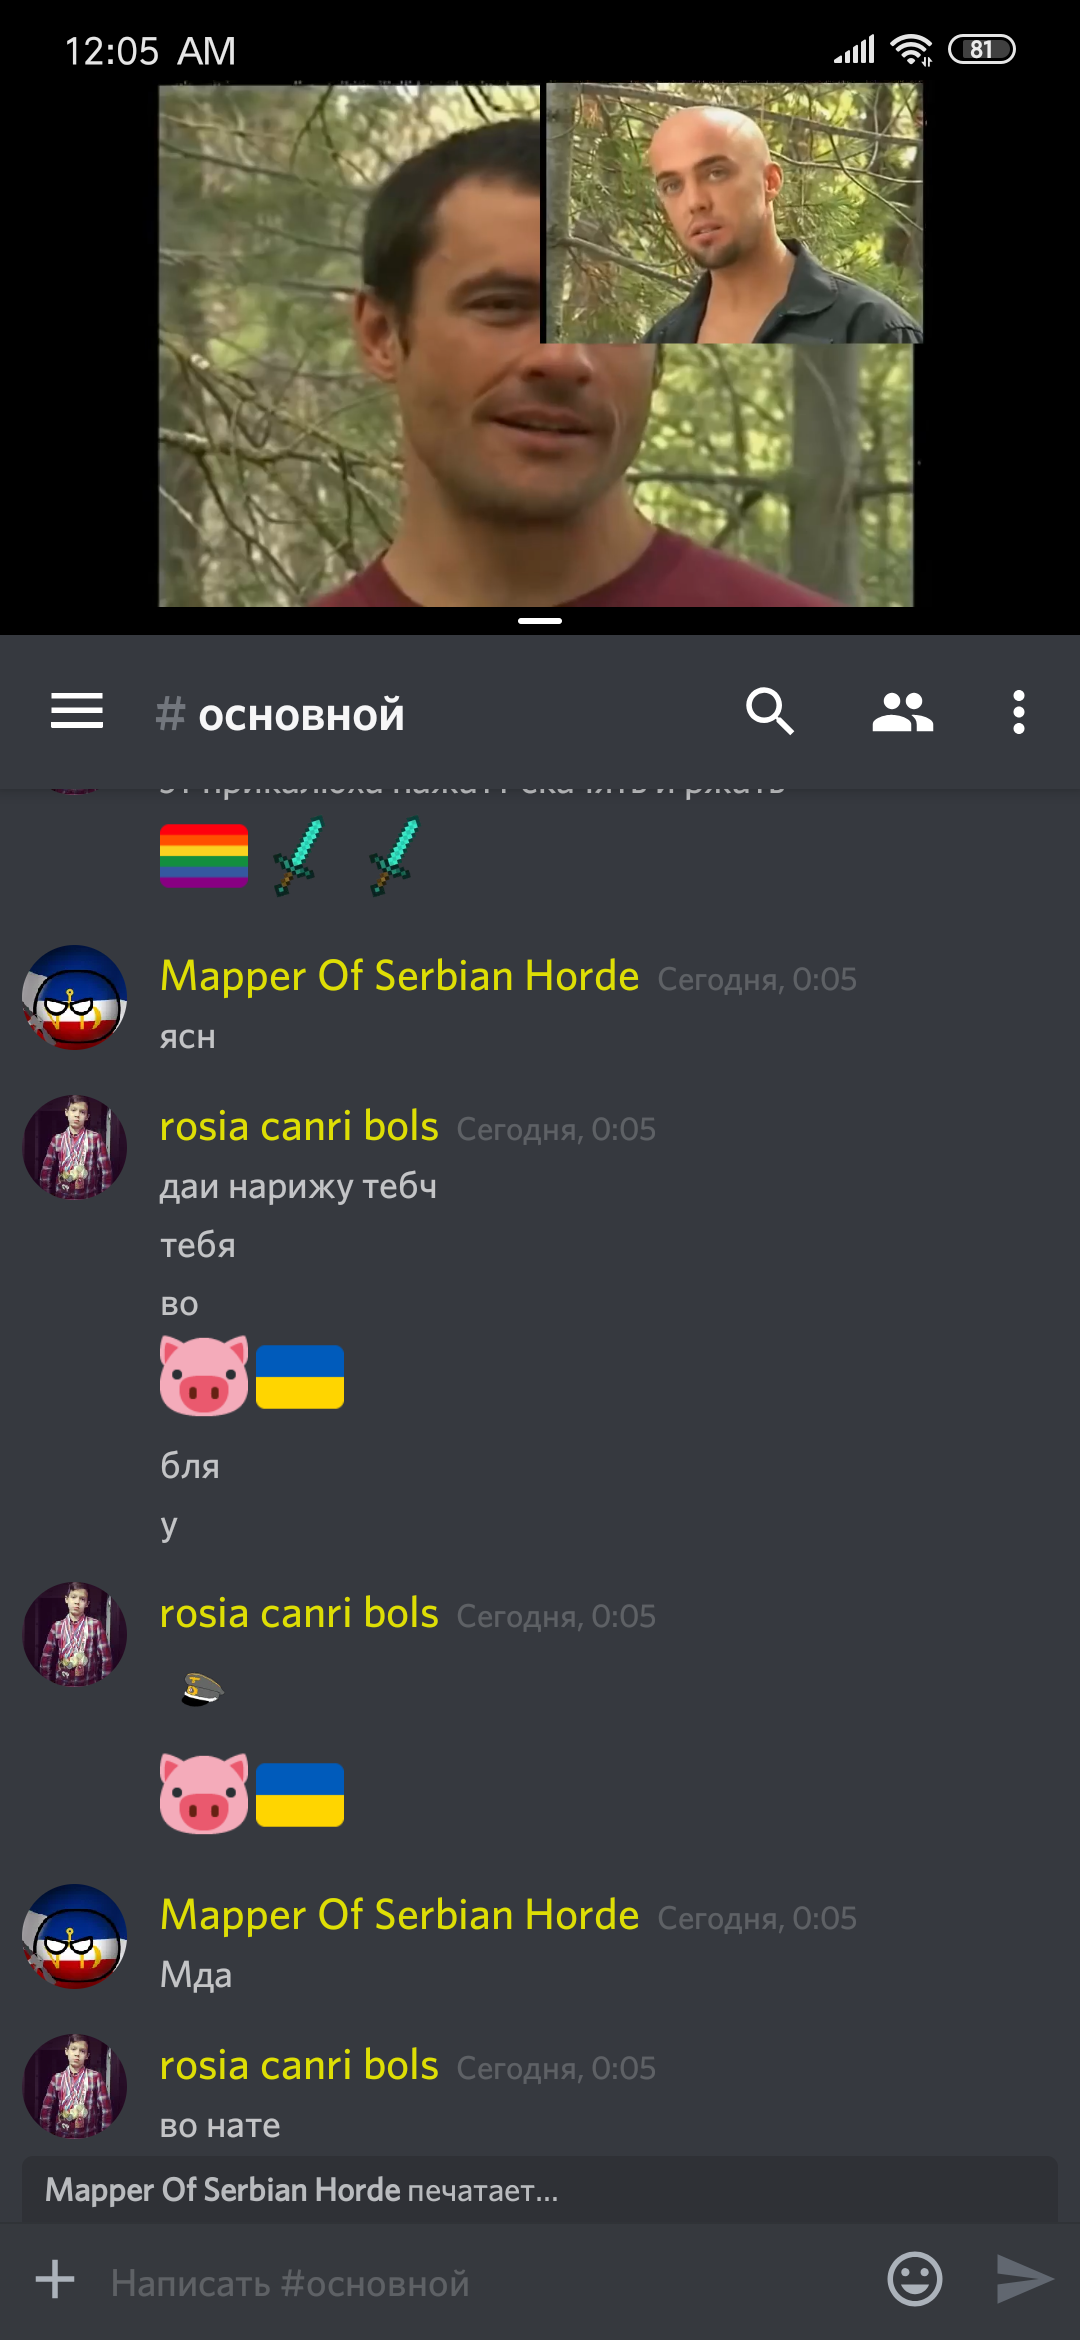 12:05 AM
81
# основной
Mapper Of Serbian Horde Сегодня, 0:05
ясн
rosia canri bols Сегодня, 0:05
даи нарижу тебч
тебя
во
бля
у
rosia canri bols Сегодня, 0:05
Mapper Of Serbian Horde Сегодня, 0:05
Мда
rosia canri bols Сегодня, 0:05
во нате
Mapper Of Serbian Horde печатает...
Написать #основной